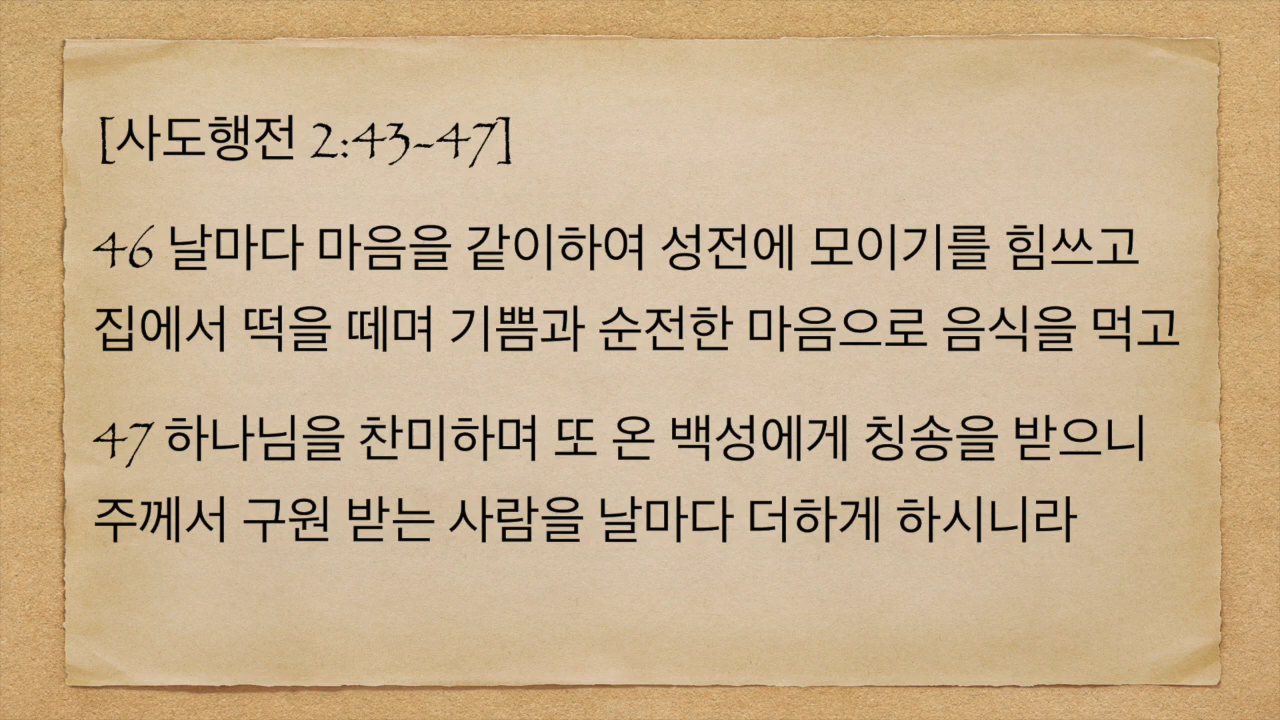 [사도행전 2:43-47]
46 날마다 마음을 같이하여 성전에 모이기를 힘쓰고
집에서 떡을 떼며 기쁨과 순전한 마음으로 음식을 먹고
47 하나님을 찬미하며 또 온 백성에게 칭송을 받으니
주께서 구원 받는 사람을 날마다 더하게 하시니라